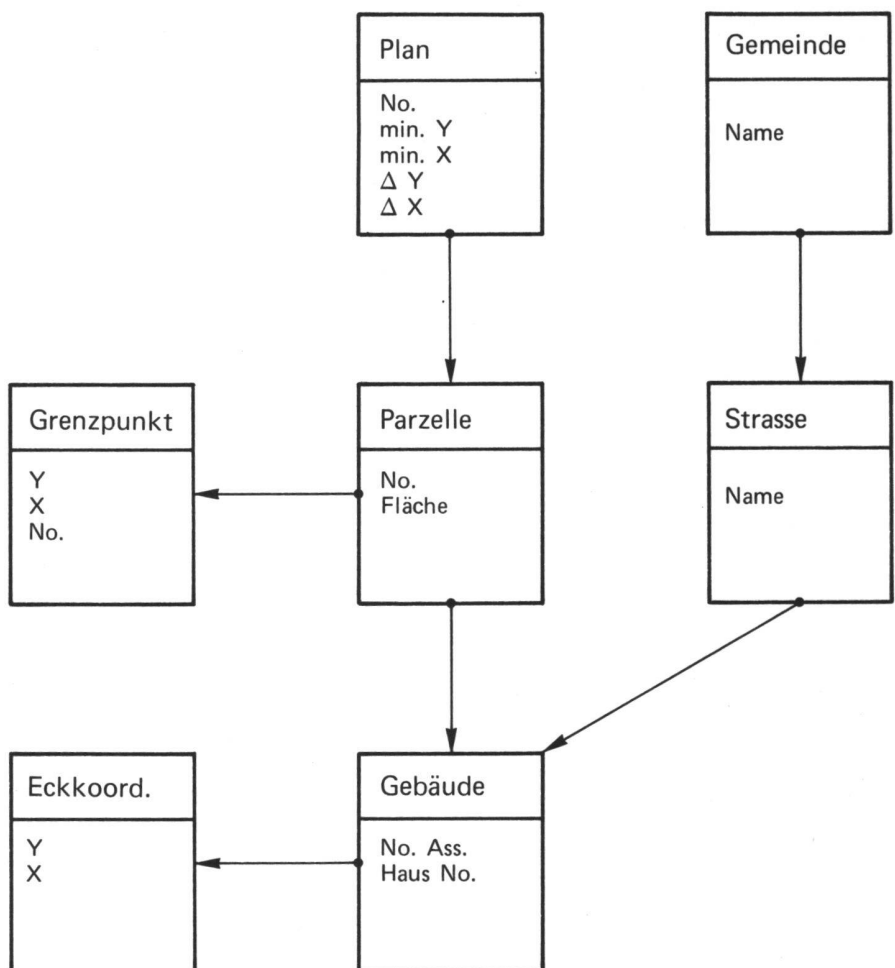 Plan
No.
min. Y
min. X
Δ Y
Δ X
Gemeinde
Name
Grenzpunkt
Y
X
No.
Parzelle
No.
Fläche
Strasse
Name
Eckkoord.
Y
X
Gebäude
No. Ass.
Haus No.